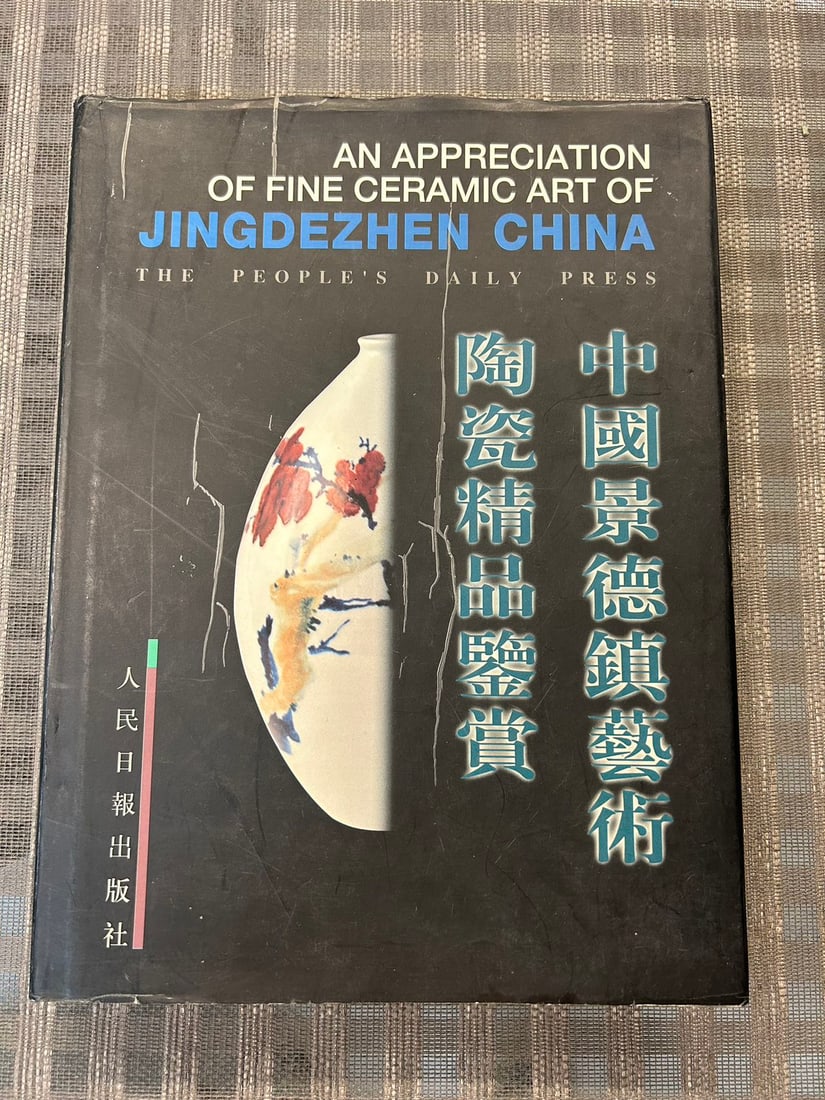 AN APPRECIATION
OF FINE CERAMIC ART OF
JINGDEZHEN CHINA
THE PEOPLE'S DAILY PRESS
中國景德鎮藝術
陶瓷精品鑒賞
人民日報出版社